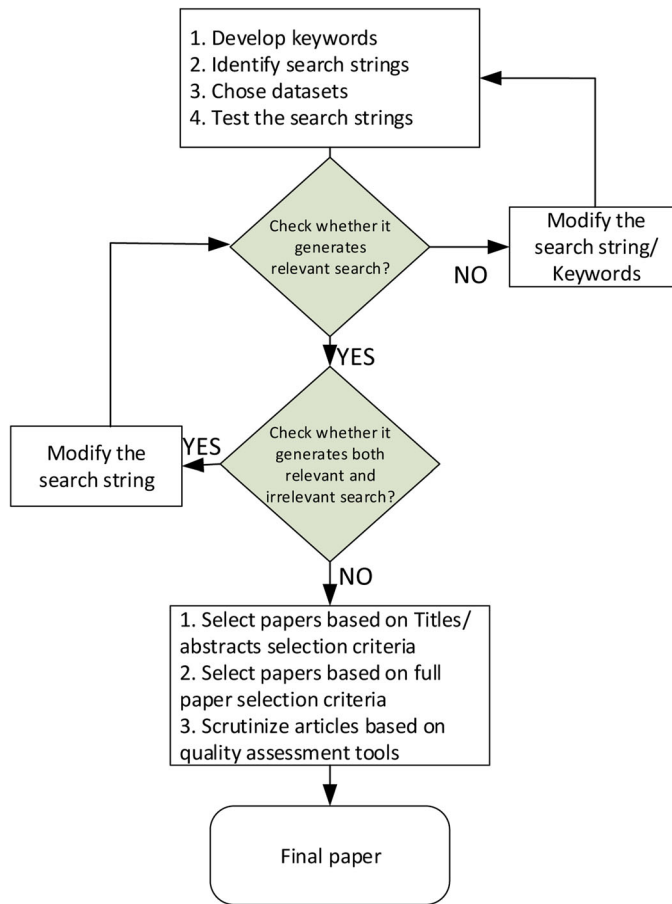 1. Develop keywords
2. Identify search strings
3. Chose datasets
4. Test the search strings
Check whether it
generates
relevant search?
NO
Modify the
search string/
Keywords
YES
Check whether it
generates both
relevant and
irrelevant search?
YES
Modify the
search string
NO
1. Select papers based on Titles/
abstracts selection criteria
2. Select papers based on full
paper selection criteria
3. Scrutinize articles based on
quality assessment tools
Final paper